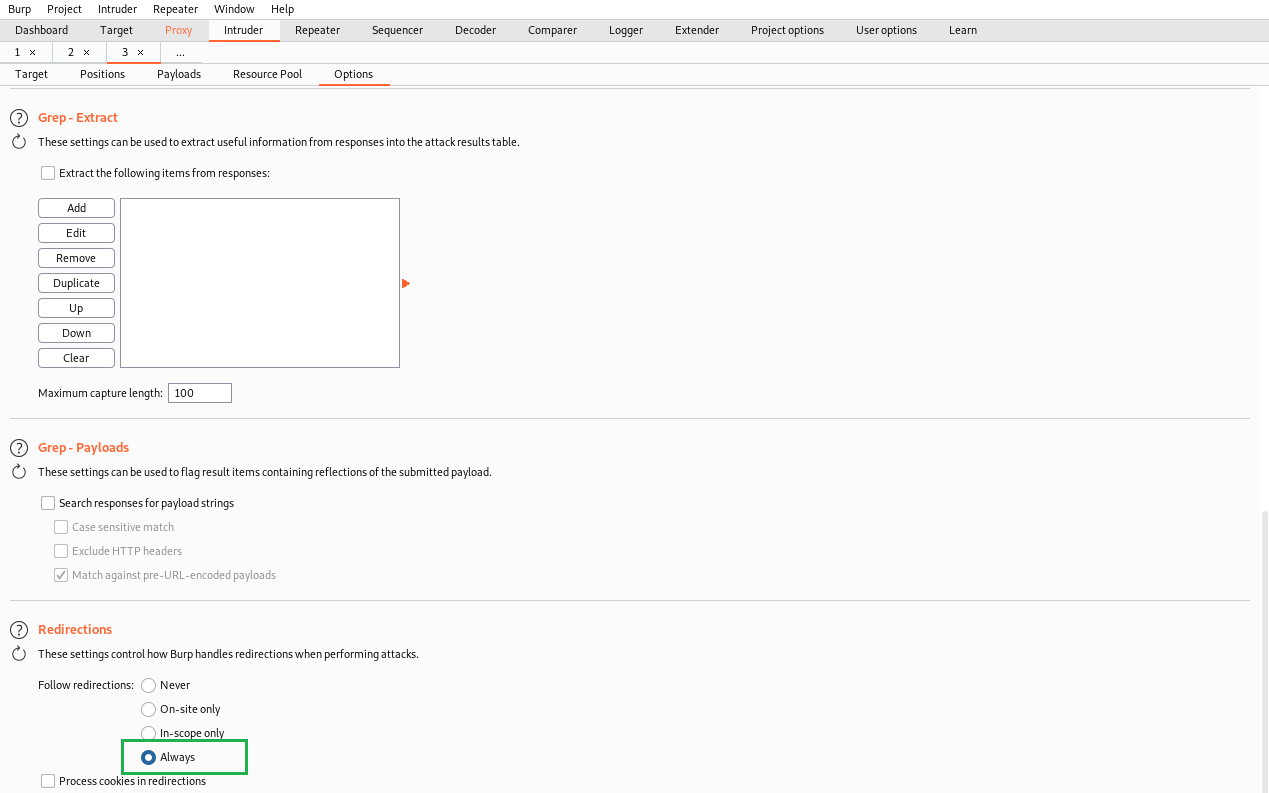 Burp Project Intruder Repeater Window Help
Dashboard Target Proxy Intruder Repeater Sequencer Decoder Comparer Logger Extender Project options User options Learn
1 × 2 × 3 × ...
Target Positions Payloads Resource Pool Options
? Grep - Extract
These settings can be used to extract useful information from responses into the attack results table.
Extract the following items from responses:
Add
Edit
Remove
Duplicate
Up
Down
Clear
Maximum capture length: 100
? Grep - Payloads
These settings can be used to flag result items containing reflections of the submitted payload.
Search responses for payload strings
Case sensitive match
Exclude HTTP headers
Match against pre-URL-encoded payloads
? Redirections
These settings control how Burp handles redirections when performing attacks.
Follow redirections: Never
On-site only
In-scope only
Always
Process cookies in redirections